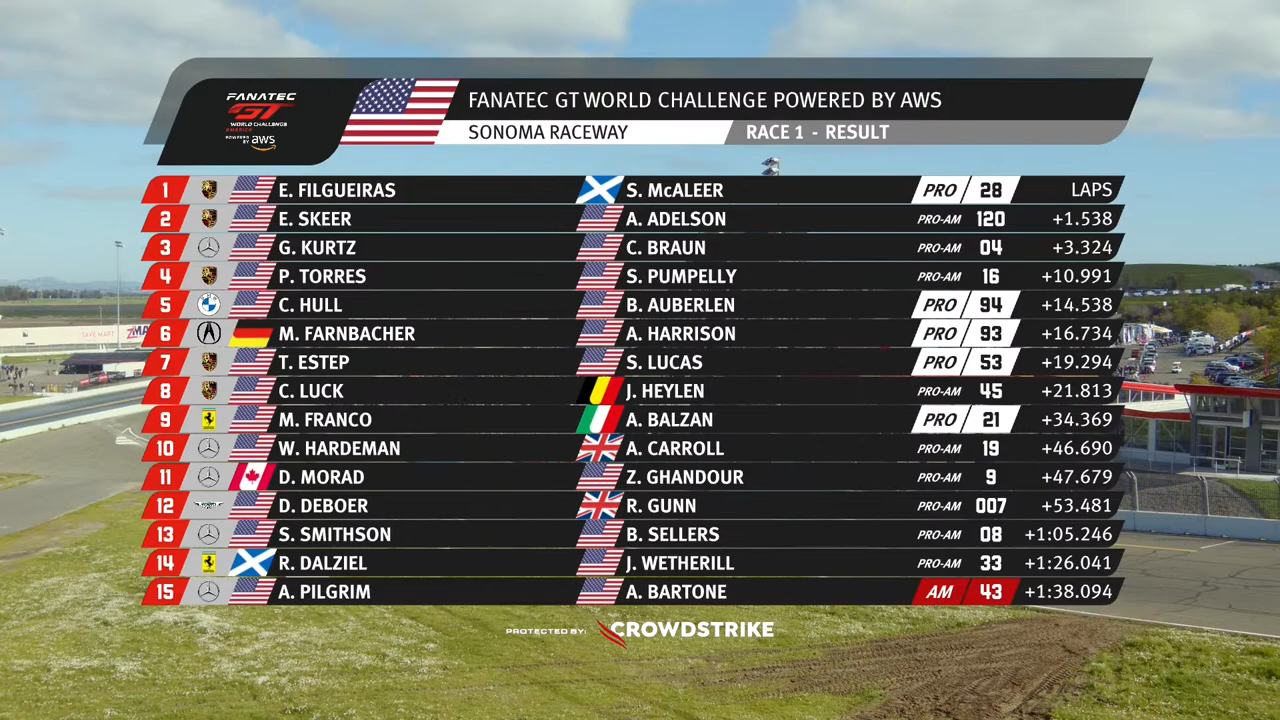 FANATEC
GT
WORLD CHALLENGE
AMERICA
POWERED BY aws
FANATEC GT WORLD CHALLENGE POWERED BY AWS
SONOMA RACEWAY RACE 1 - RESULT
1 E. FILGUEIRAS S. McALEER PRO 28 LAPS
2 E. SKEER A. ADELSON PRO-AM 120 +1.538
3 G. KURTZ C. BRAUN PRO-AM 04 +3.324
4 P. TORRES S. PUMPELLY PRO-AM 16 +10.991
5 C. HULL B. AUBERLEN PRO 94 +14.538
6 M. FARNBACHER A. HARRISON PRO 93 +16.734
7 T. ESTEP S. LUCAS PRO 53 +19.294
8 C. LUCK J. HEYLEN PRO-AM 45 +21.813
9 M. FRANCO A. BALZAN PRO 21 +34.369
10 W. HARDEMAN A. CARROLL PRO-AM 19 +46.690
11 D. MORAD Z. GHANDOUR PRO-AM 9 +47.679
12 D. DEBOER R. GUNN PRO-AM 007 +53.481
13 S. SMITHSON B. SELLERS PRO-AM 08 +1:05.246
14 R. DALZIEL J. WETHERILL PRO-AM 33 +1:26.041
15 A. PILGRIM A. BARTONE AM 43 +1:38.094
PROTECTED BY: CROWDSTRIKE